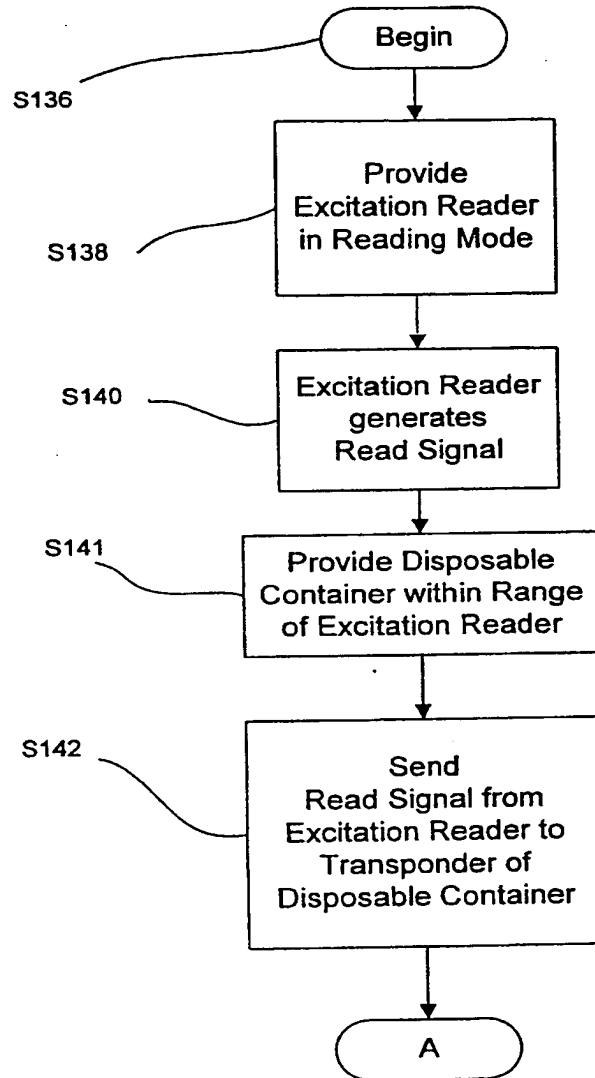 Begin
S136
Provide
Excitation Reader
in Reading Mode
S138
Excitation Reader
generates
Read Signal
S140
S141
Provide Disposable
Container within Range
of Excitation Reader
S142
Send
Read Signal from
Excitation Reader to
Transponder of
Disposable Container
A